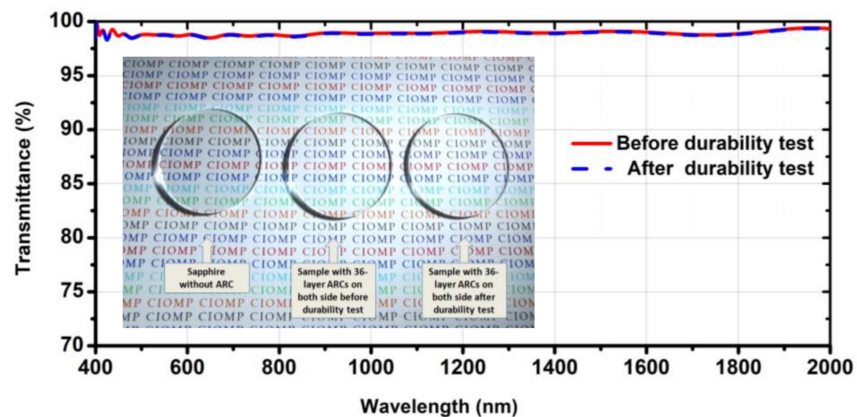 100
95
90
85
80
75
70
400 600 800 1000 1200 1400 1600 1800 2000
Transmittance (%)
Wavelength (nm)
Before durability test
After durability test
Sapphire
without ARC
Sample with 36-
layer ARCs on
both side before
durability test
Sample with 36-
layer ARCs on
both side after
durability test
CIOMP CIOMP CIOMP CIOMP CIOMP CIOMP CIOMP